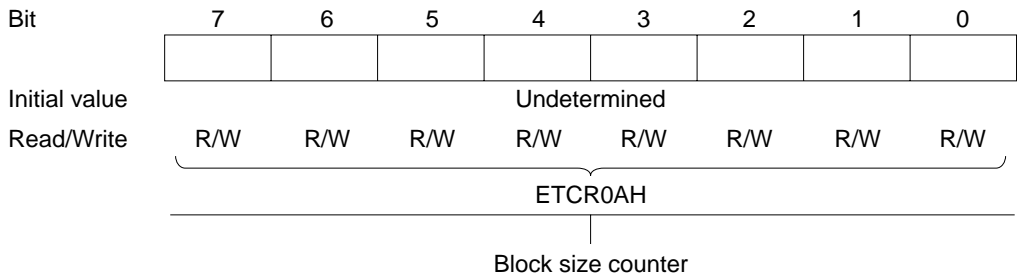 Bit 7 6 5 4 3 2 1 0
Initial value Undetermined
Read/Write R/W R/W R/W R/W R/W R/W R/W R/W
ETCR0AH
Block size counter